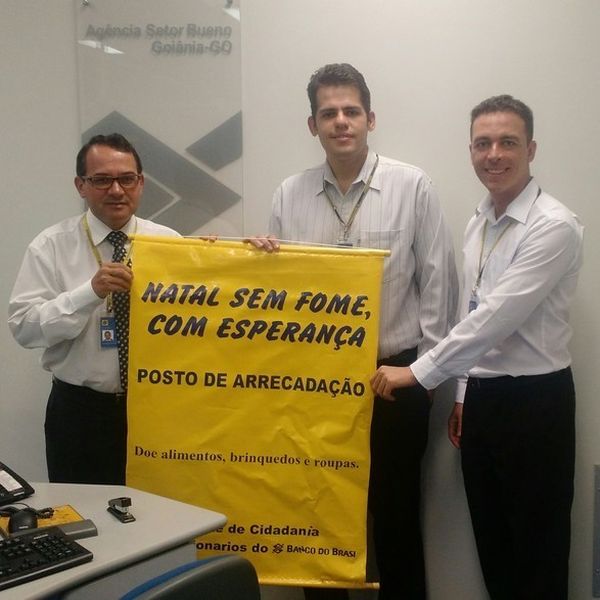 Agência Setor Bueno
Goiânia-GO
NATAL SEM FOME,
COM ESPERANÇA
POSTO DE ARRECADAÇÃO
Doe alimentos, brinquedos e roupas.
de Cidadania
BANCO DO BRASI